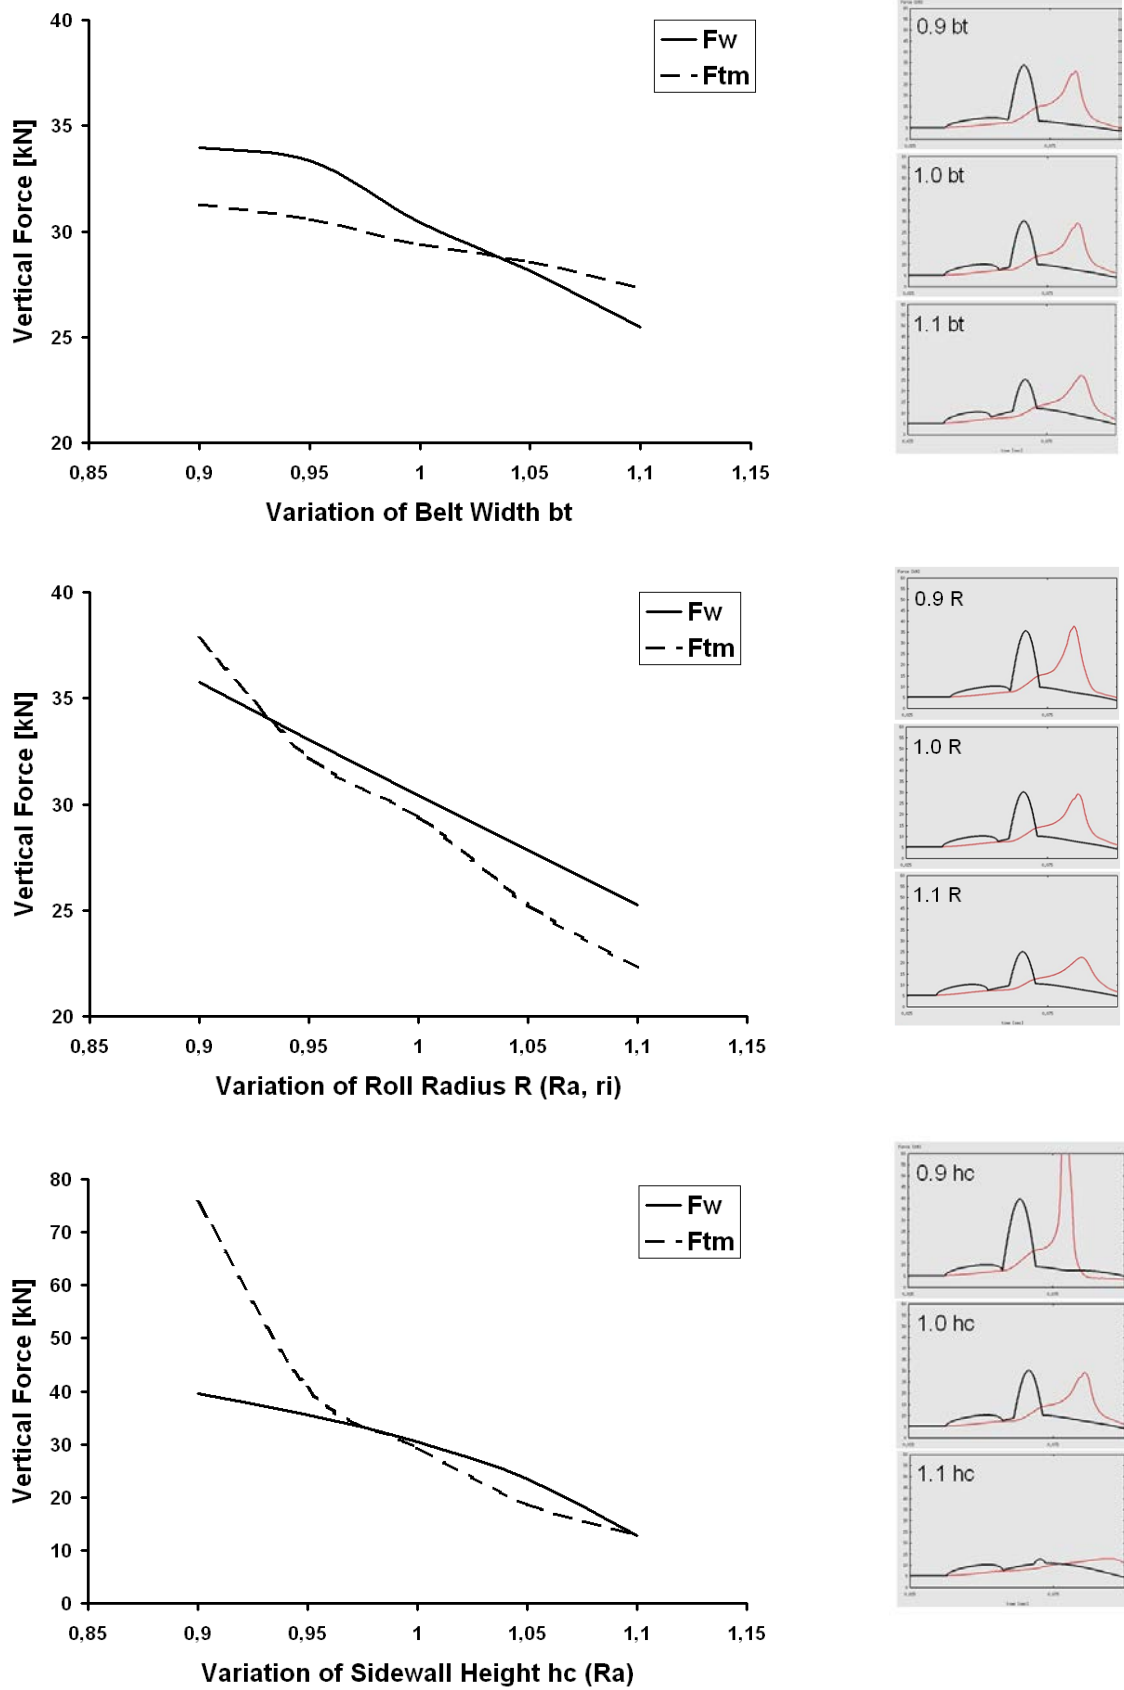 40
35
30
25
20
Vertical Force [kN]
Fw
Ftm
0,85 0,9 0,95 1 1,05 1,1 1,15
Variation of Belt Width bt
0.9 bt
1.0 bt
1.1 bt
40
35
30
25
20
Vertical Force [kN]
Fw
Ftm
0,85 0,9 0,95 1 1,05 1,1 1,15
Variation of Roll Radius R (Ra, ri)
0.9 R
1.0 R
1.1 R
80
70
60
50
40
30
20
10
0
Vertical Force [kN]
Fw
Ftm
0,85 0,9 0,95 1 1,05 1,1 1,15
Variation of Sidewall Height hc (Ra)
0.9 hc
1.0 hc
1.1 hc